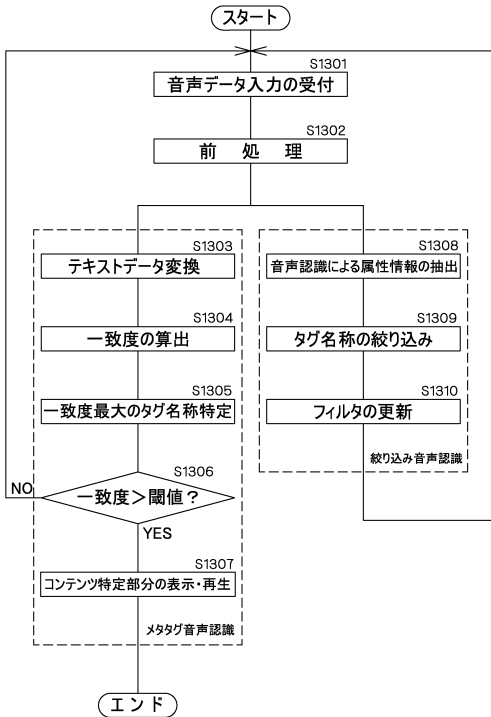 スタート
S1301
音声データ入力の受付
S1302
前 処 理
S1303
テキストデータ変換
S1304
一致度の算出
S1305
一致度最大のタグ名称特定
S1306
一致度>閾値?
NO
YES
S1307
コンテンツ特定部分の表示・再生
メタタグ音声認識
S1308
音声認識による属性情報の抽出
S1309
タグ名称の絞り込み
S1310
フィルタの更新
絞り込み音声認識
エンド